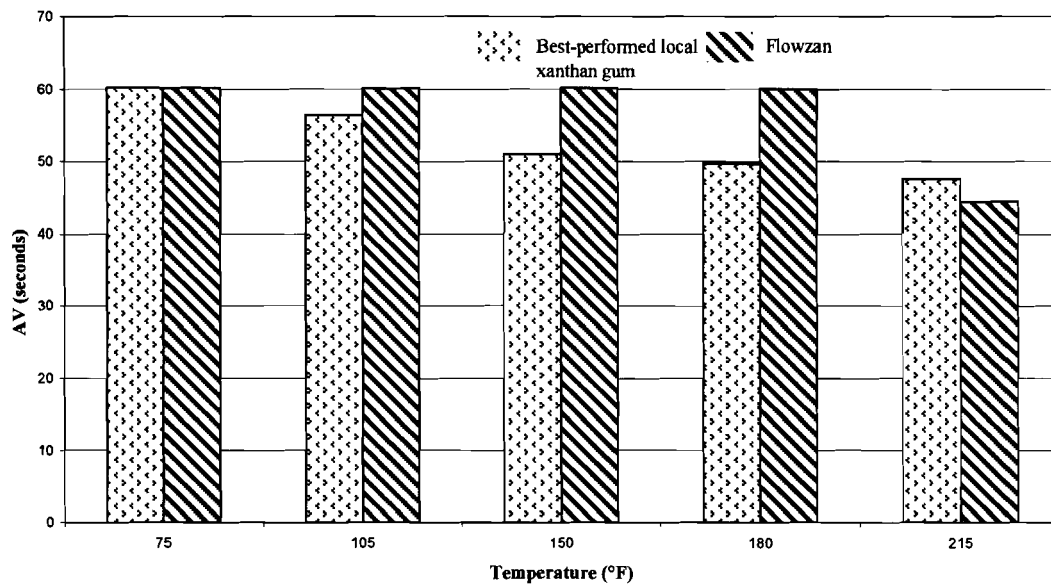 70
60
50
40
30
20
10
0
AV (seconds)
Best-performed local
xanthan gum
Flowzan
75 105 150 180 215
Temperature (°F)